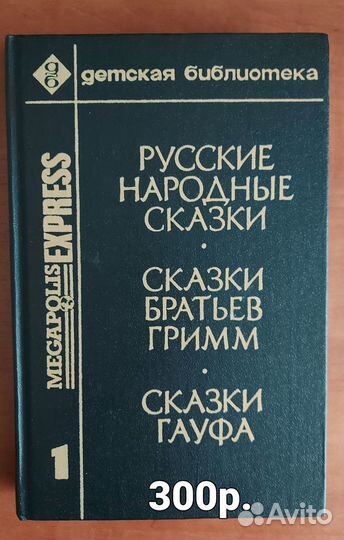 детская библиотека
MEGAPOLIS EXPRESS
1
РУССКИЕ
НАРОДНЫЕ
СКАЗКИ
СКАЗКИ
БРАТЬЕВ
ГРИММ
СКАЗКИ
ГАУФА
300р.
Avito